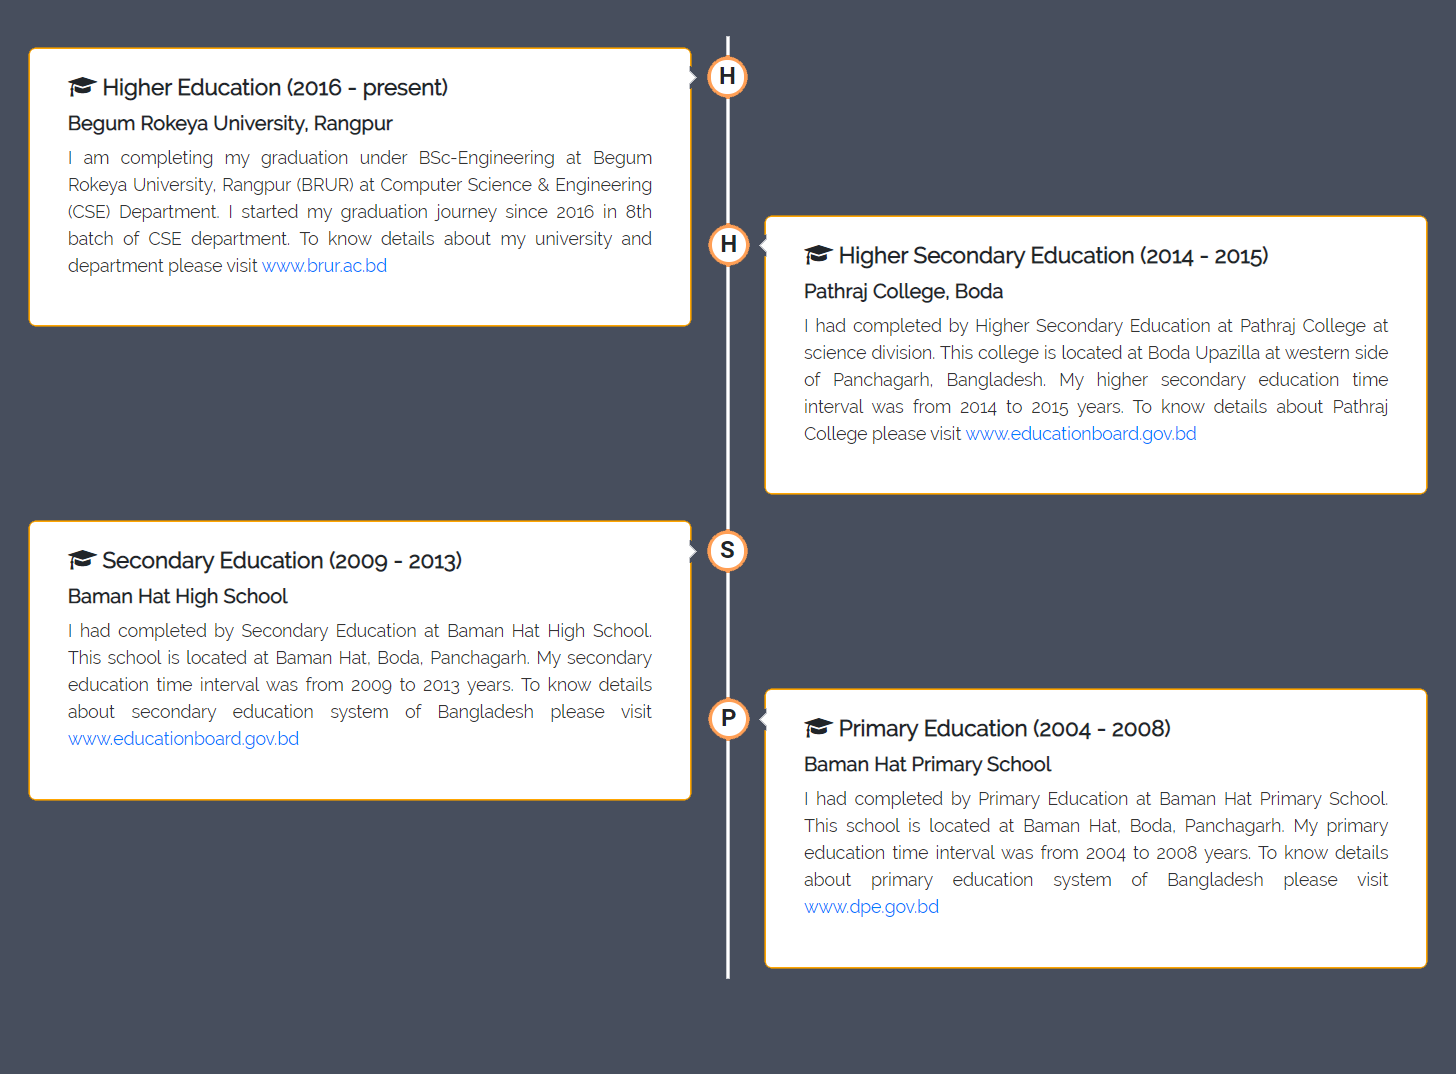 H
Higher Education (2016 - present)
Begum Rokeya University, Rangpur
I am completing my graduation under BSc-Engineering at Begum
Rokeya University, Rangpur (BRUR) at Computer Science & Engineering
(CSE) Department. I started my graduation journey since 2016 in 8th
batch of CSE department. To know details about my university and
department please visit www.brur.ac.bd
H
Higher Secondary Education (2014 - 2015)
Pathraj College, Boda
I had completed by Higher Secondary Education at Pathraj College at
science division. This college is located at Boda Upazilla at western side
of Panchagarh, Bangladesh. My higher secondary education time
interval was from 2014 to 2015 years. To know details about Pathraj
College please visit www.educationboard.gov.bd
S
Secondary Education (2009 - 2013)
Baman Hat High School
I had completed by Secondary Education at Baman Hat High School.
This school is located at Baman Hat, Boda, Panchagarh. My secondary
education time interval was from 2009 to 2013 years. To know details
about secondary education system of Bangladesh please visit
www.educationboard.gov.bd
P
Primary Education (2004 - 2008)
Baman Hat Primary School
I had completed by Primary Education at Baman Hat Primary School.
This school is located at Baman Hat, Boda, Panchagarh. My primary
education time interval was from 2004 to 2008 years. To know details
about primary education system of Bangladesh please visit
www.dpe.gov.bd